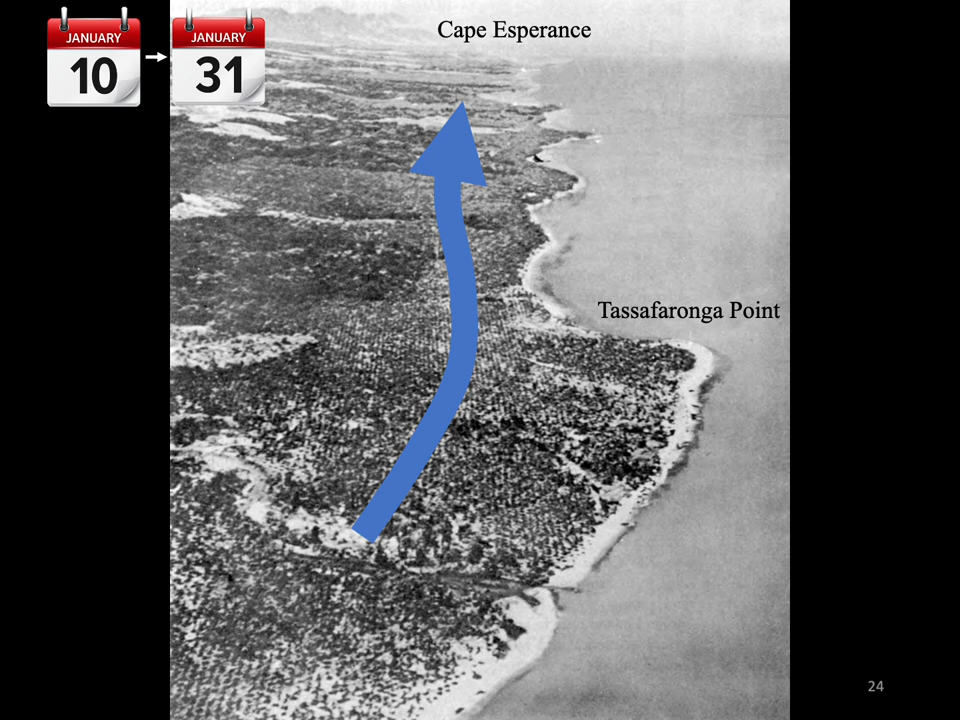 JANUARY
10
JANUARY
31
Cape Esperance
Tassafaronga Point
24